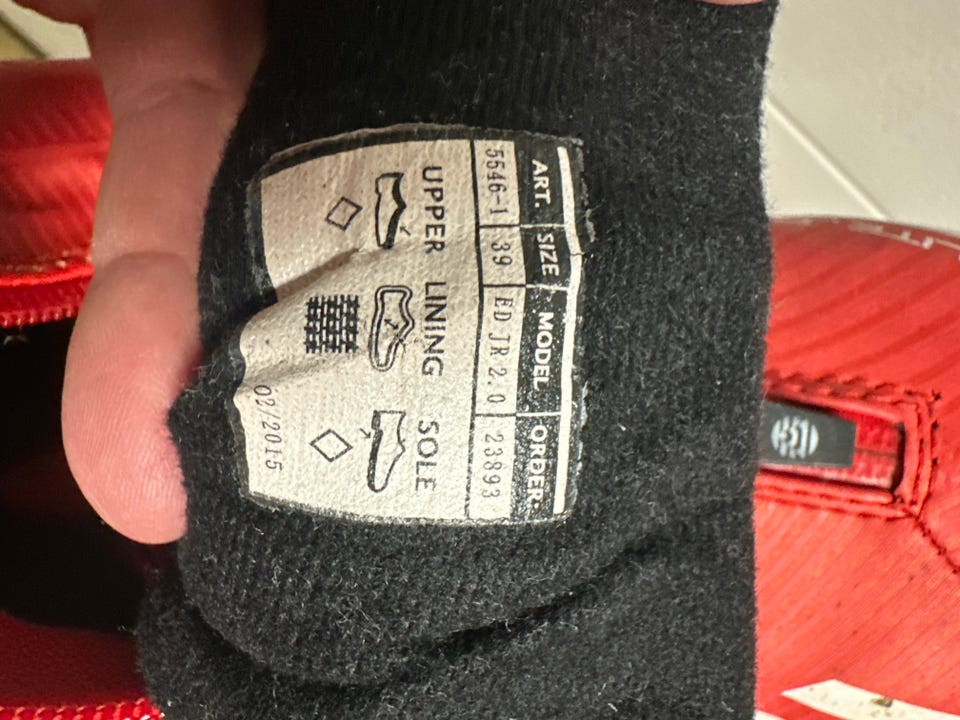 ART. SIZE MODEL ORDER
5546-1 39 ED JR 2.0 23893
UPPER LINING SOLE
02/2015